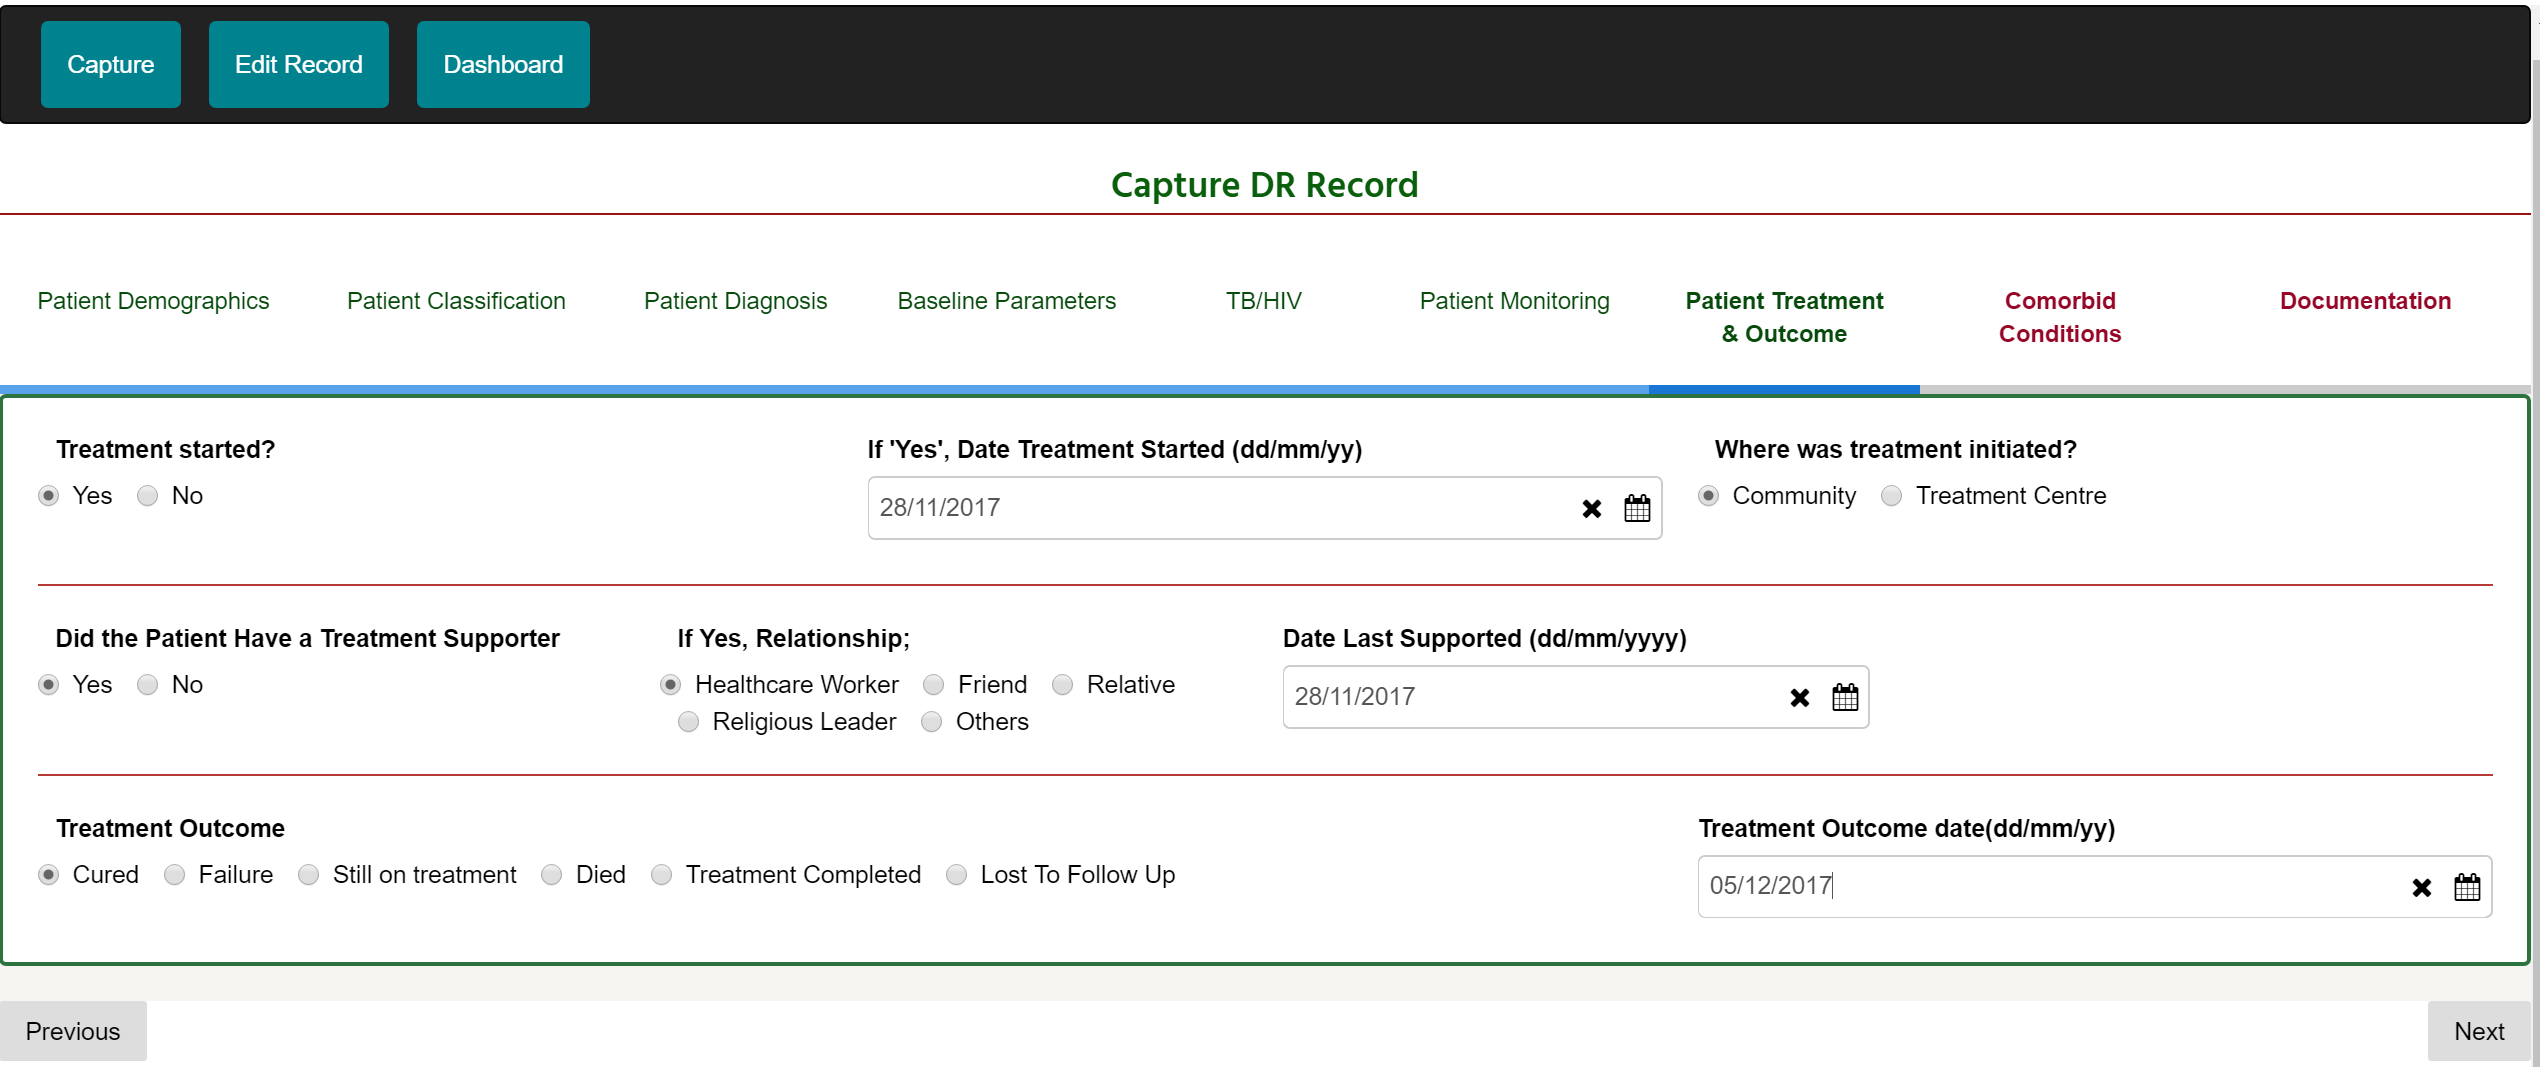 Capture Edit Record Dashboard
Capture DR Record
Patient Demographics Patient Classification Patient Diagnosis Baseline Parameters TB/HIV Patient Monitoring Patient Treatment Comorbid Documentation
& Outcome Conditions
Treatment started? If 'Yes', Date Treatment Started (dd/mm/yy) Where was treatment initiated?
Yes No 28/11/2017 Community Treatment Centre
Did the Patient Have a Treatment Supporter If Yes, Relationship; Date Last Supported (dd/mm/yyyy)
Yes No Healthcare Worker Friend Relative 28/11/2017
Religious Leader Others
Treatment Outcome Treatment Outcome date(dd/mm/yy)
Cured Failure Still on treatment Died Treatment Completed Lost To Follow Up 05/12/2017
Previous Next